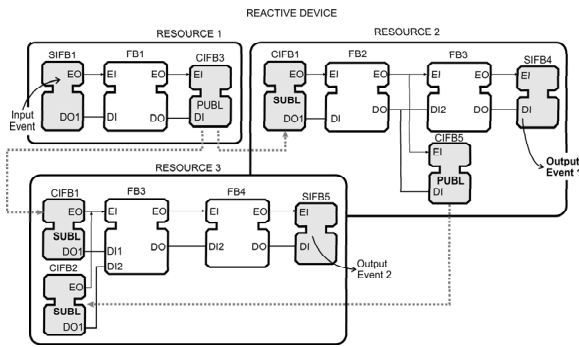 REACTIVE DEVICE
RESOURCE 1
SIFB1
FB1
CIFB3
EO
EI
EO
EI
PUBL
DO1
DI
DO
DI
Input
Event
RESOURCE 2
CIFB1
FB2
FB3
SIFB4
EO
EI
EO
EI
EO
EI
SUBL
DO1
DI
DO
DI2
DO
DI
CIFB5
EI
PUBL
DI
Output
Event 1
RESOURCE 3
CIFB1
FB3
FB4
SIFB5
EO
EI
EO
EI
EO
EI
SUBL
DO1
DI1
DO
DI2
DO
DI
CIFB2
DI2
EO
SUBL
DO1
Output
Event 2